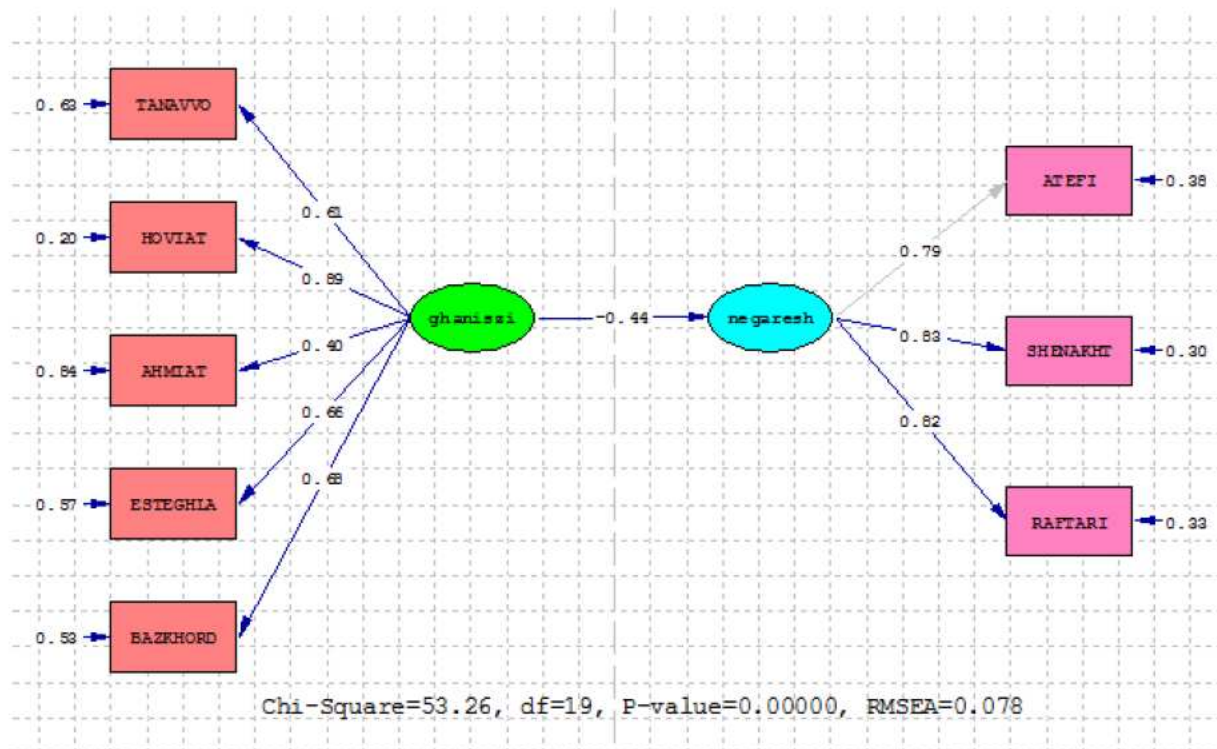 0.63
TANAVVO
0.61
0.20
HOVIAT
0.89
0.84
AHMIAT
0.40
0.57
ESTEGHLA
0.66
0.53
BAZKHORD
0.68
ghaniszi
-0.44
negaresh
0.79
ATEFI
0.38
0.83
SHENAKHT
0.30
0.82
RAFTARI
0.33
Chi-Square=53.26, df=19, P-value=0.00000, RMSEA=0.078